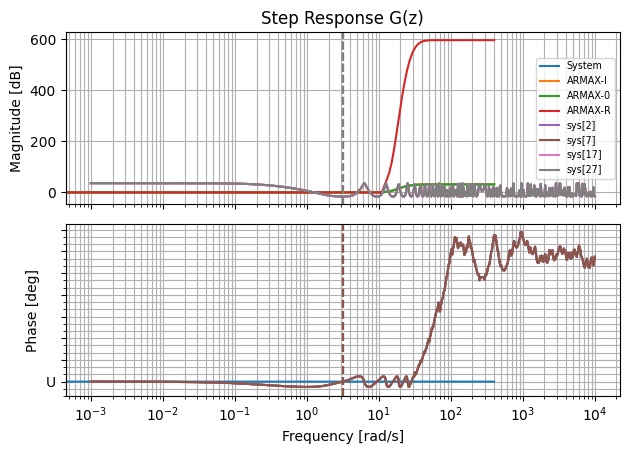 Step Response G(z)
Magnitude [dB]
600
400
200
0
System
ARMAX-I
ARMAX-0
ARMAX-R
sys[2]
sys[7]
sys[17]
sys[27]
Phase [deg]
U
10⁻³ 10⁻² 10⁻¹ 10⁰ 10¹ 10² 10³ 10⁴
Frequency [rad/s]